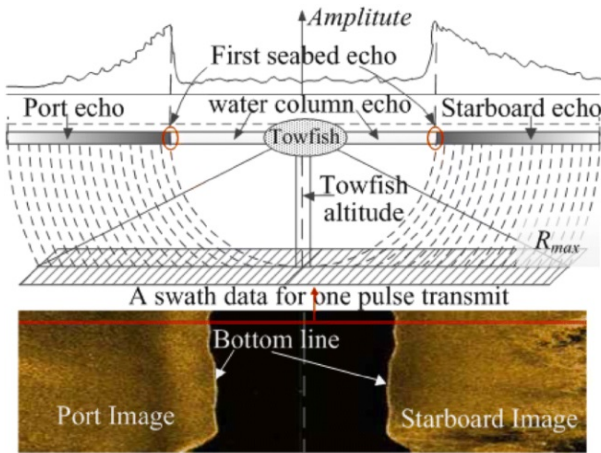 Amplitute
First seabed echo
Port echo
water column echo
Starboard echo
Towfish
Towfish
altitude
Rmax
A swath data for one pulse transmit
Bottom line
Port Image
Starboard Image